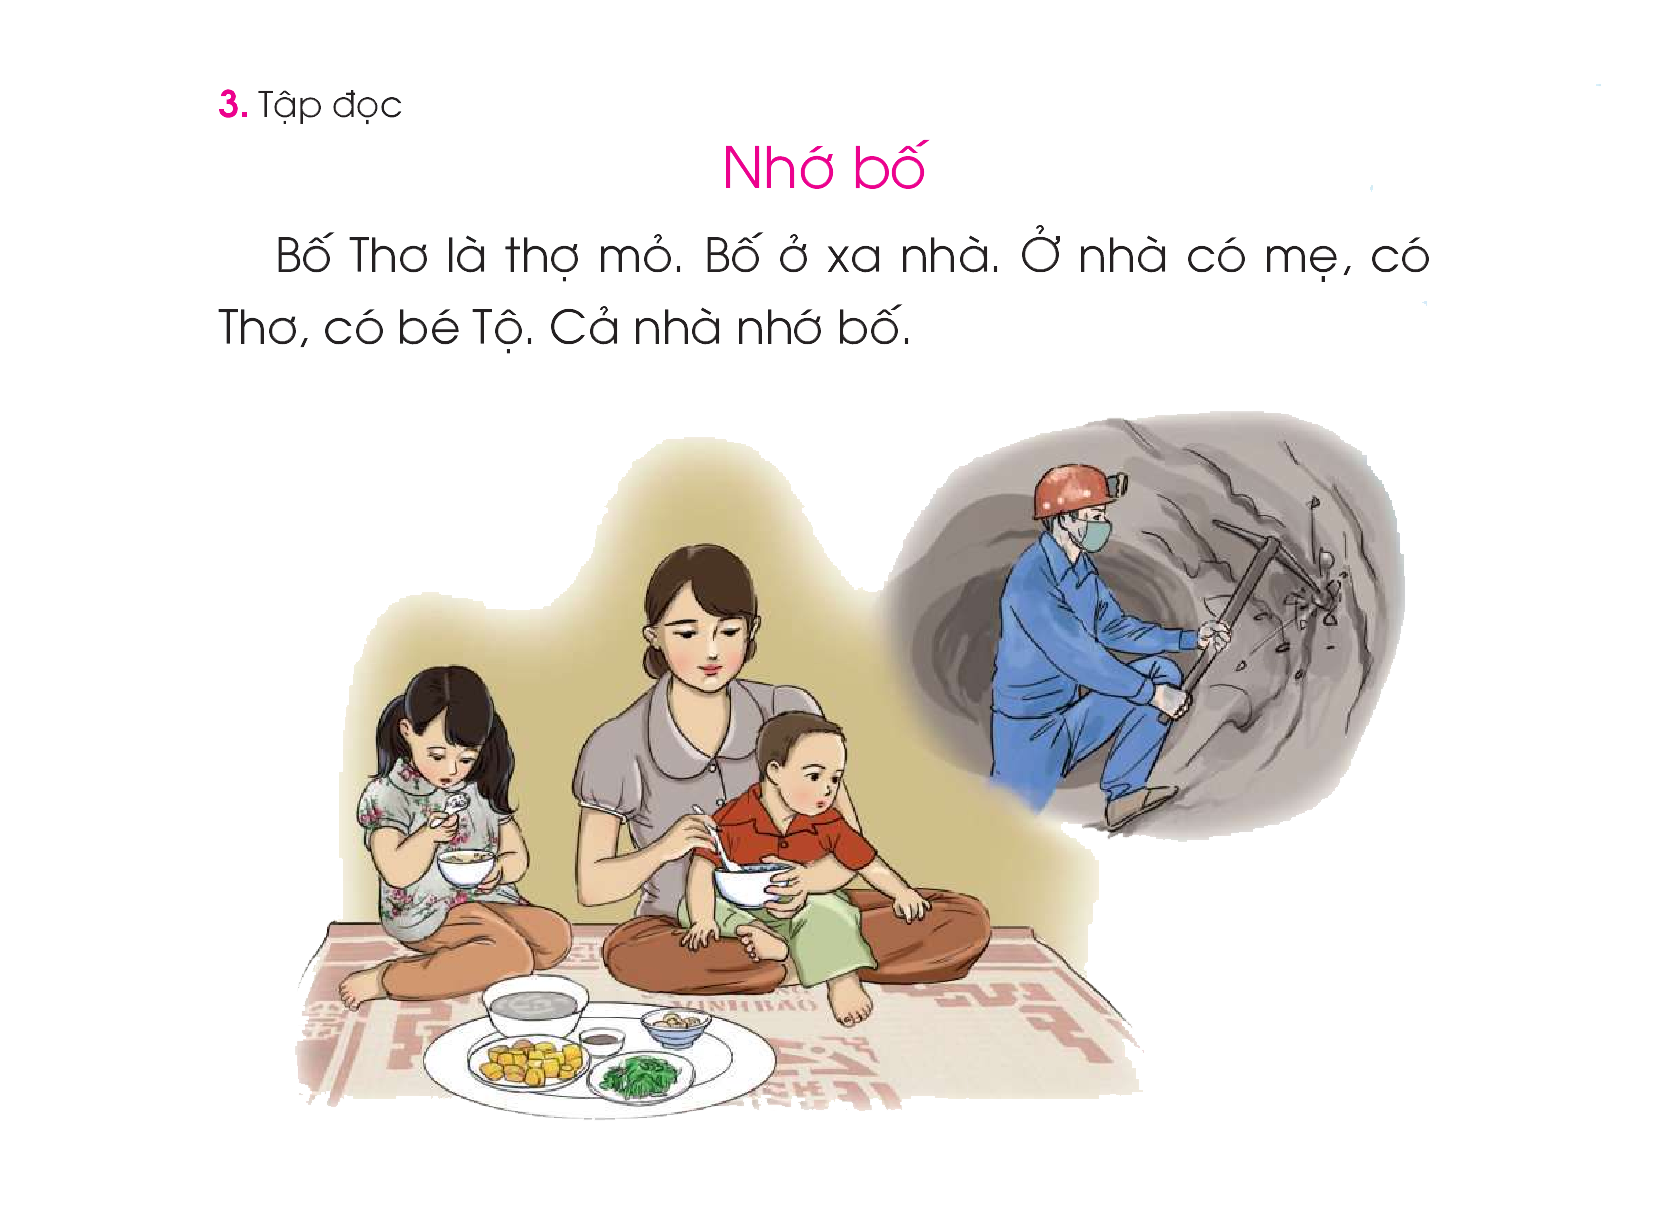 3. Tập đọc
Nhớ bố
Bố Thơ là thợ mỏ. Bố ở xa nhà. Ở nhà có mẹ, có
Thơ, có bé Tộ. Cả nhà nhớ bố.